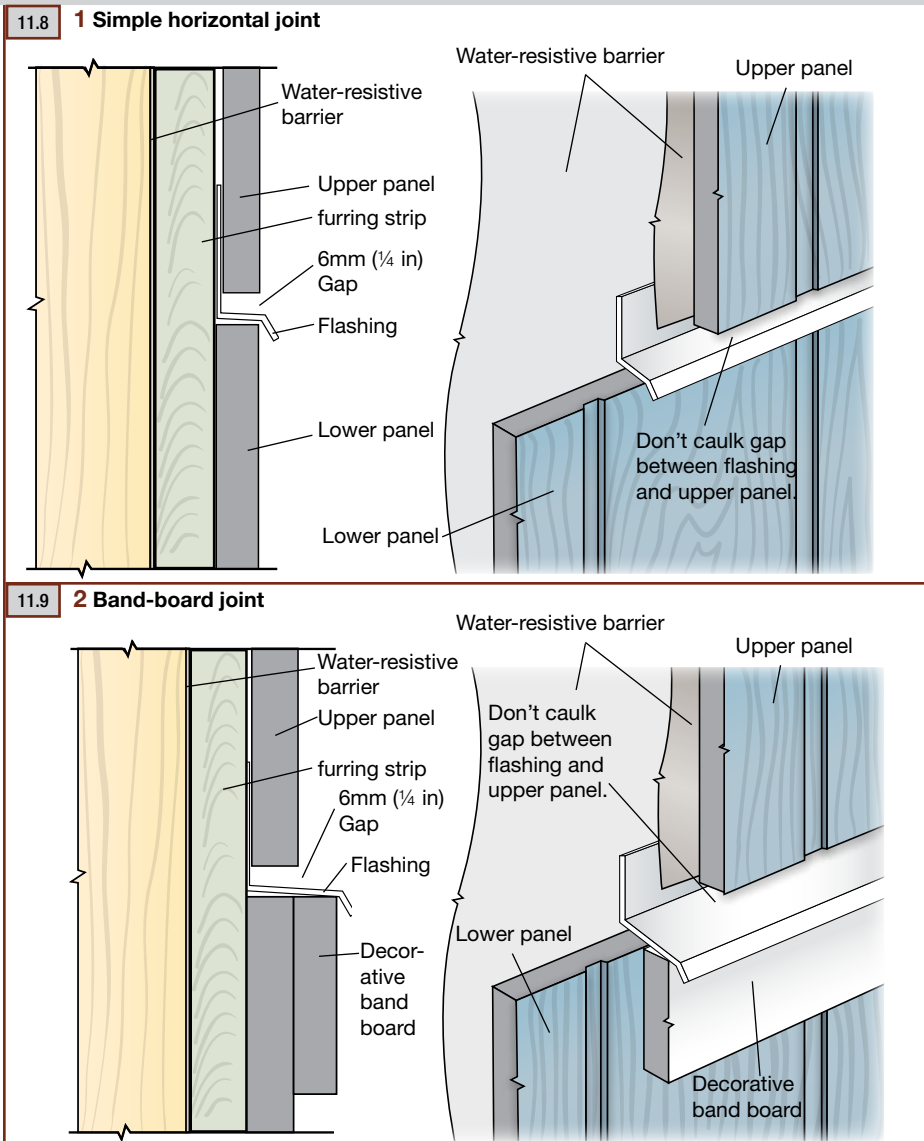 11.8 1 Simple horizontal joint
Water-resistive
barrier
Upper panel
furring strip
6mm (¼ in)
Gap
Flashing
Lower panel
Water-resistive barrier
Upper panel
Don't caulk gap
between flashing
and upper panel.
Lower panel
11.9 2 Band-board joint
Water-resistive
barrier
Upper panel
furring strip
6mm (¼ in)
Gap
Flashing
Decor-
ative
band
board
Water-resistive barrier
Upper panel
Don't caulk
gap between
flashing and
upper panel.
Lower panel
Decorative
band board